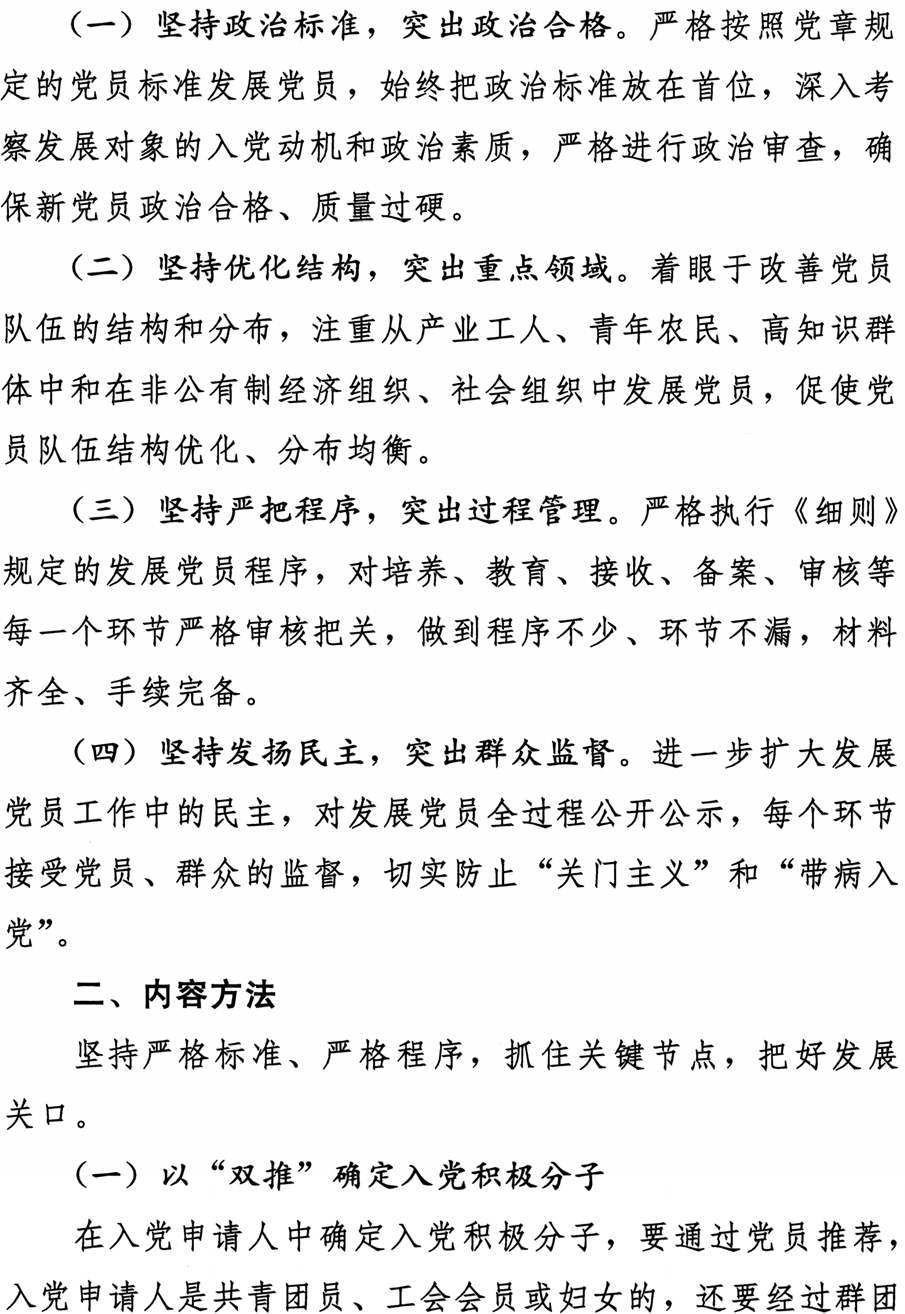 （一）坚持政治标准，突出政治合格。严格按照党章规
定的党员标准发展党员，始终把政治标准放在首位，深入考
察发展对象的入党动机和政治素质，严格进行政治审查，确
保新党员政治合格、质量过硬。
（二）坚持优化结构，突出重点领域。着眼于改善党员
队伍的结构和分布，注重从产业工人、青年农民、高知识群
体中和在非公有制经济组织、社会组织中发展党员，促使党
员队伍结构优化、分布均衡。
（三）坚持严把程序，突出过程管理。严格执行《细则》
规定的发展党员程序，对培养、教育、接收、备案、审核等
每一个环节严格审核把关，做到程序不少、环节不漏，材料
齐全、手续完备。
（四）坚持发扬民主，突出群众监督。进一步扩大发展
党员工作中的民主，对发展党员全过程公开公示，每个环节
接受党员、群众的监督，切实防止“关门主义”和“带病入
党”。
二、内容方法
坚持严格标准、严格程序，抓住关键节点，把好发展
关口。
（一）以“双推”确定入党积极分子
在入党申请人中确定入党积极分子，要通过党员推荐，
入党申请人是共青团员、工会会员或妇女的，还要经过群团